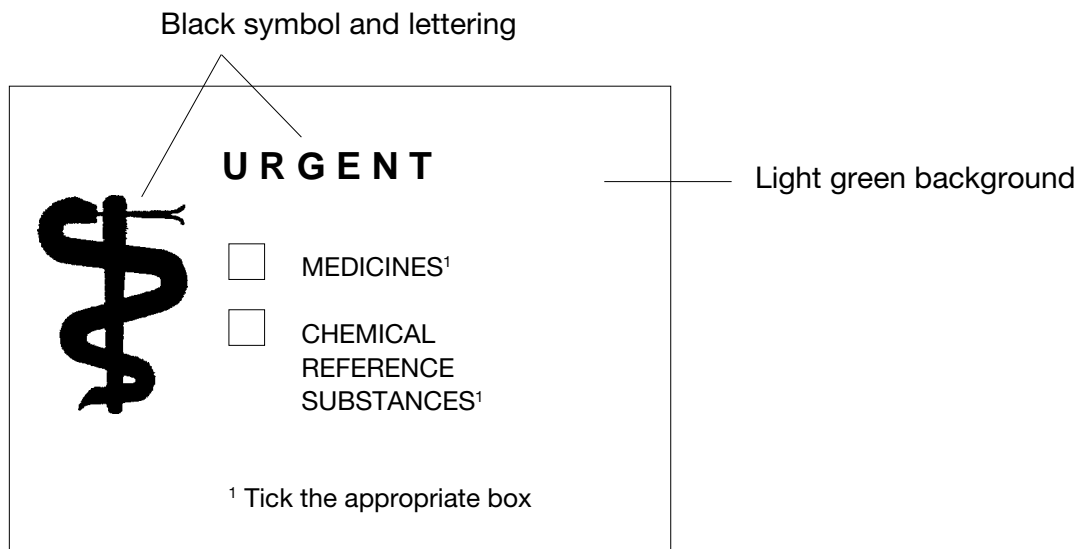 Black symbol and lettering
URGENT
Light green background
MEDICINES¹
CHEMICAL
REFERENCE
SUBSTANCES¹
¹ Tick the appropriate box